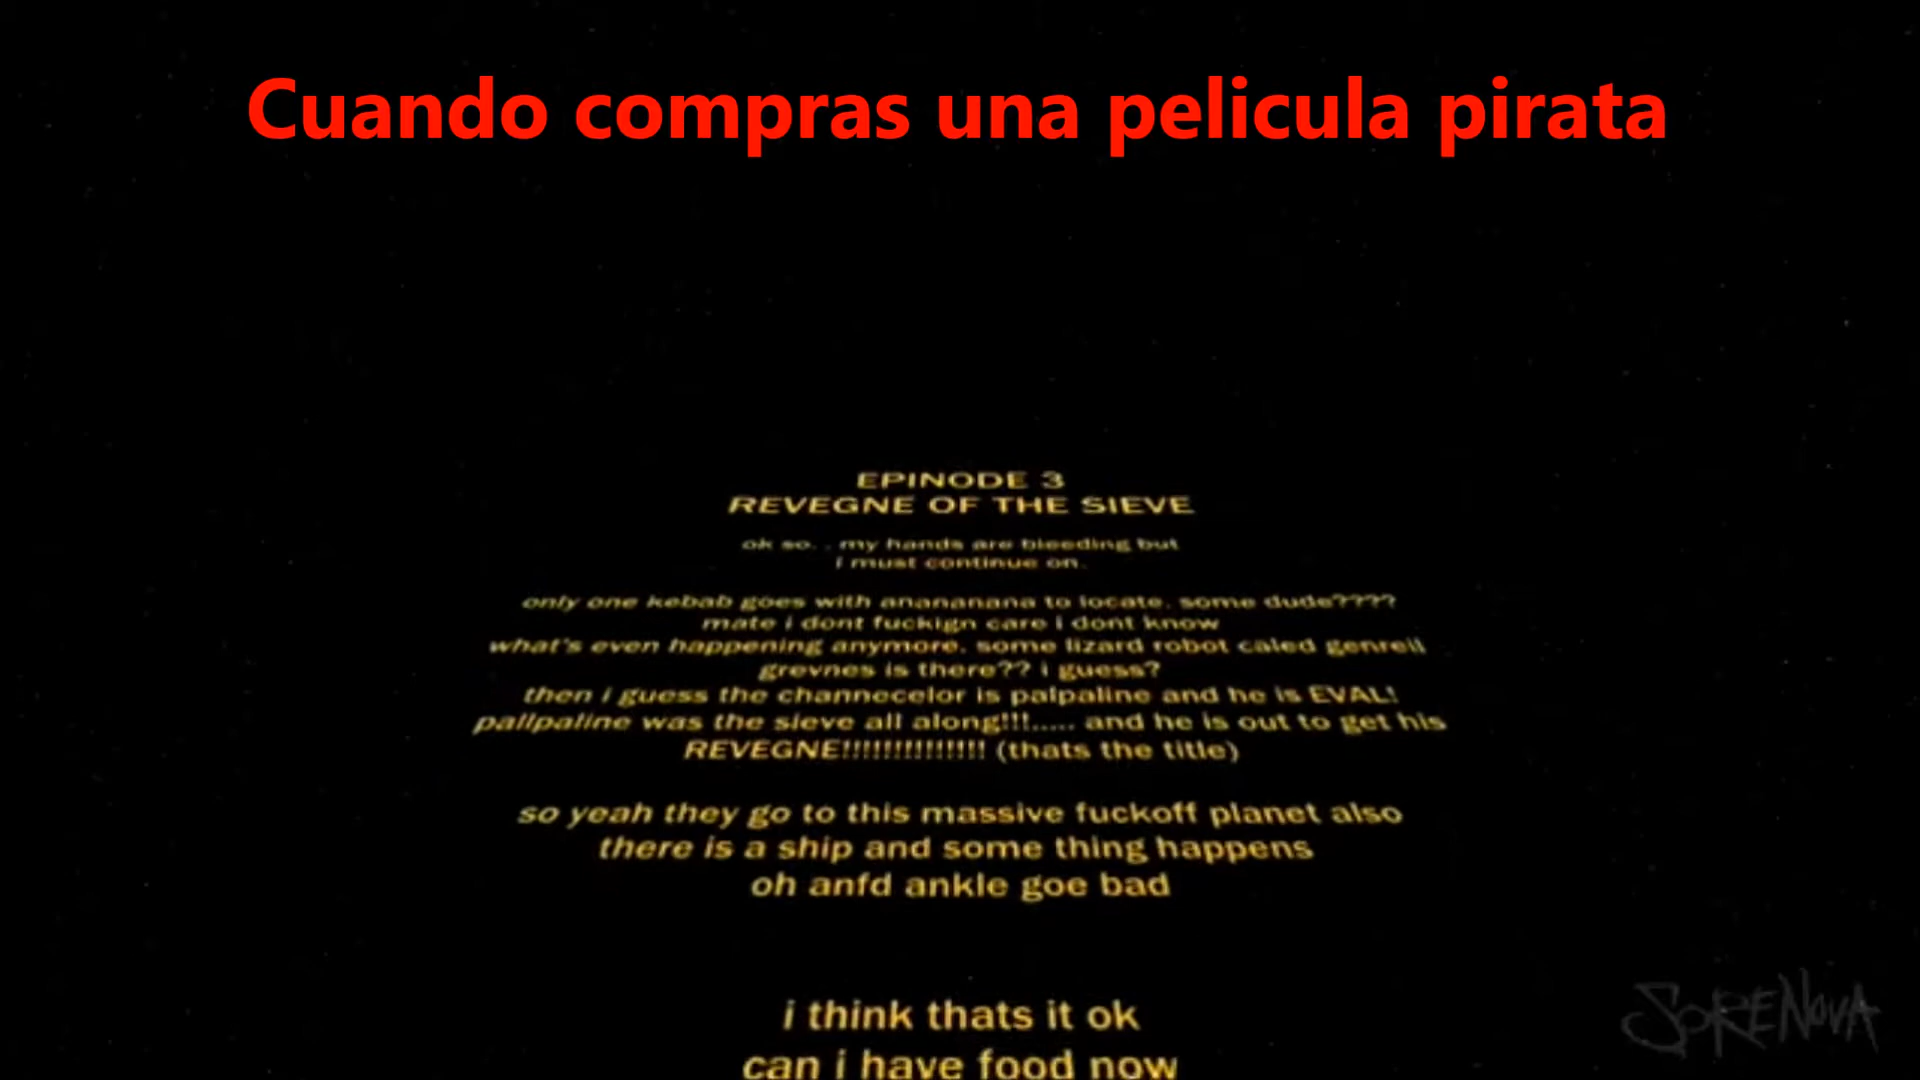 Cuando compras una pelicula pirata
EPINODE 3
REVEGNE OF THE SIEVE
ok so. . my hands are bleeding but
i must continue on.
only one kebab goes with anananana to locate. some dude????
mate i dont fuckign care i dont know
what's even happening anymore. some lizard robot caled genreil
grevnes is there?? i guess?
then i guess the channecelor is palpaline and he is EVAL!
pallpaline was the sieve all along!!!..... and he is out to get his
REVEGNE!!!!!!!!!!!!!! (thats the title)
so yeah they go to this massive fuckoff planet also
there is a ship and some thing happens
oh anfd ankle goe bad
i think thats it ok
can i have food now
SORENOVA